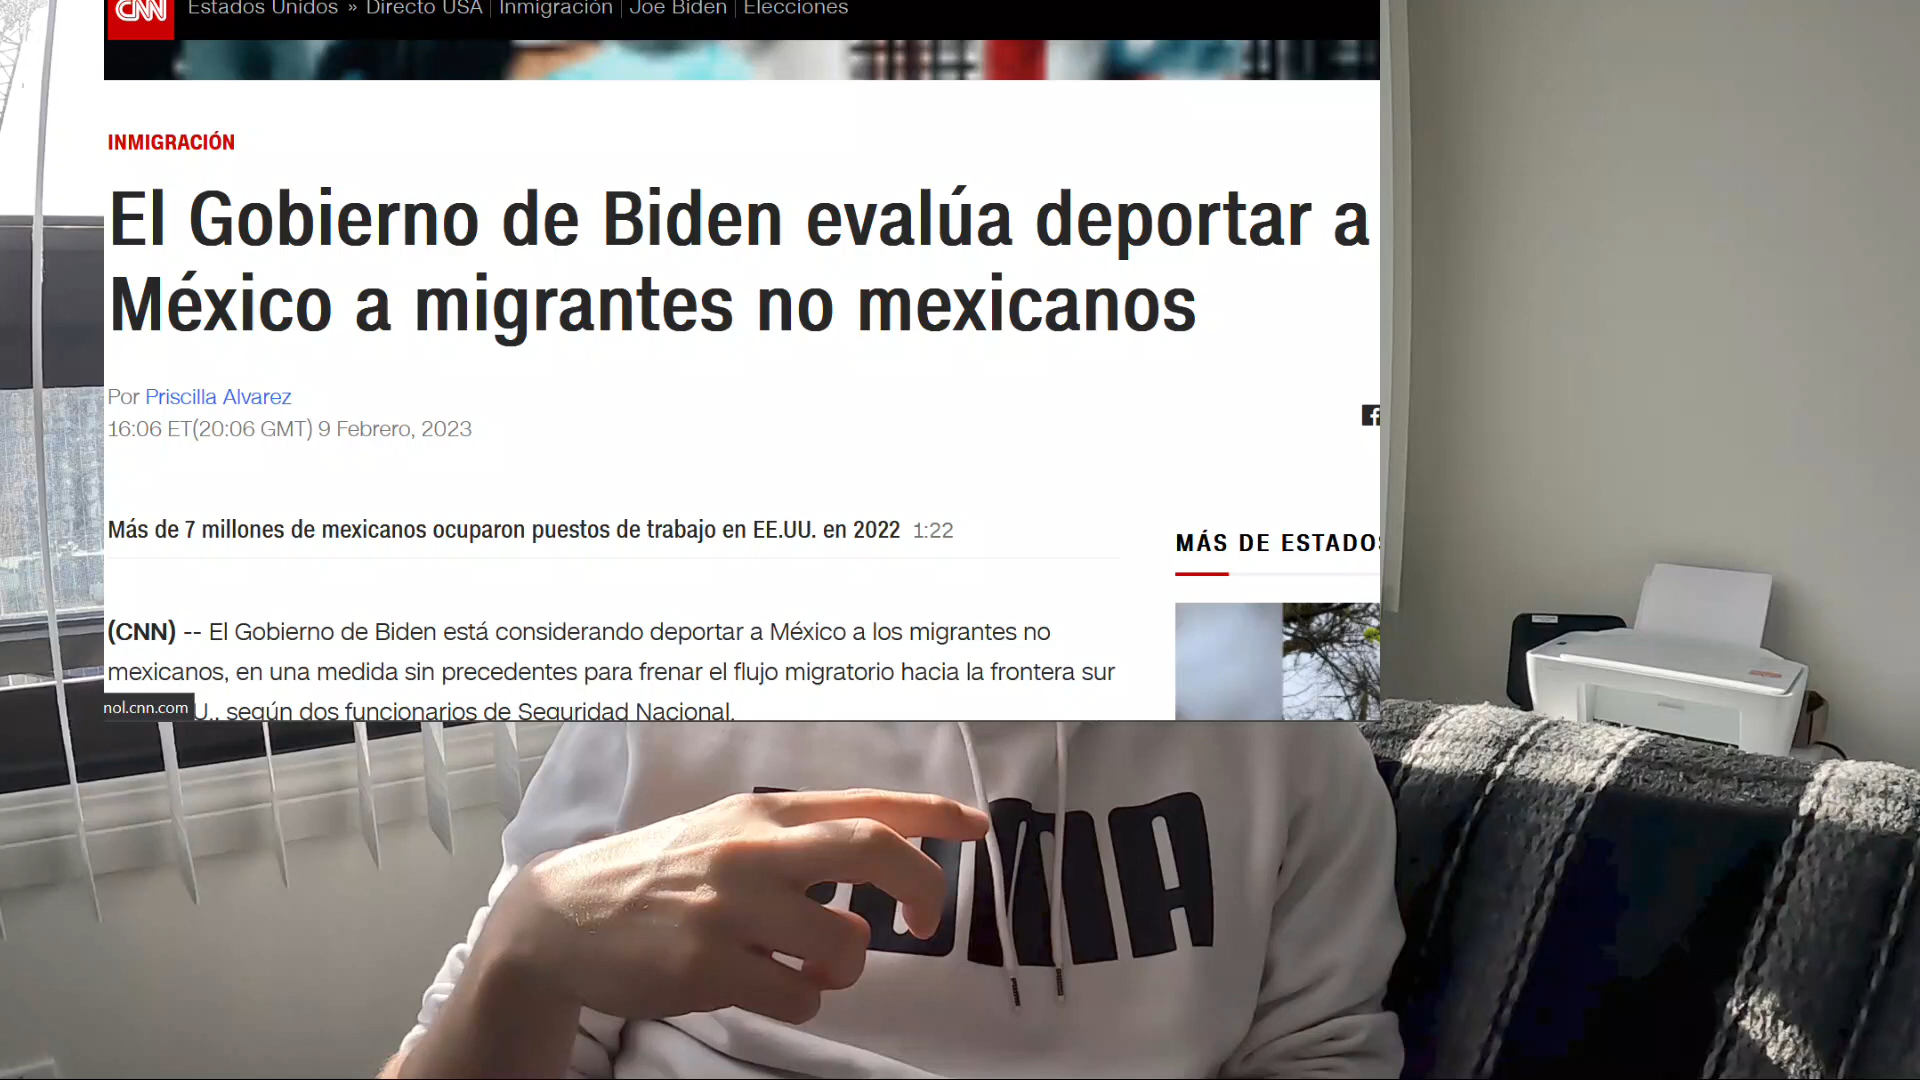 CNN
Estados Unidos » Directo USA | Inmigración | Joe Biden | Elecciones
INMIGRACIÓN
El Gobierno de Biden evalúa deportar a
México a migrantes no mexicanos
Por Priscilla Alvarez
16:06 ET(20:06 GMT) 9 Febrero, 2023
Más de 7 millones de mexicanos ocuparon puestos de trabajo en EE.UU. en 2022 1:22
MÁS DE ESTADOS
(CNN) -- El Gobierno de Biden está considerando deportar a México a los migrantes no
mexicanos, en una medida sin precedentes para frenar el flujo migratorio hacia la frontera sur
U., según dos funcionarios de Seguridad Nacional.
nol.cnn.com
PUMA